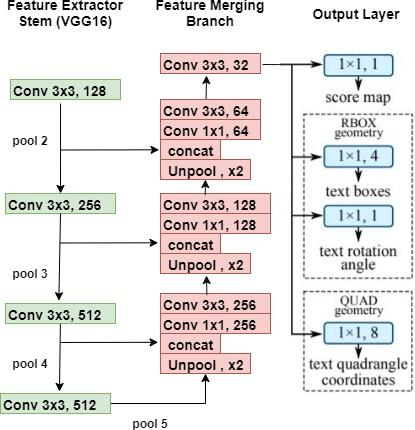 Feature Extractor
Stem (VGG16)
Conv 3x3, 128
pool 2
Conv 3x3, 256
pool 3
Conv 3x3, 512
pool 4
Conv 3x3, 512
pool 5
Feature Merging
Branch
Conv 3x3, 32
Conv 3x3, 64
Conv 1x1, 64
concat
Unpool , x2
Conv 3x3, 128
Conv 1x1, 128
concat
Unpool , x2
Conv 3x3, 256
Conv 1x1, 256
concat
Unpool , x2
Output Layer
1×1, 1
score map
RBOX
geometry
1×1, 4
text boxes
1×1, 1
text rotation
angle
QUAD
geometry
1×1, 8
text quadrangle
coordinates